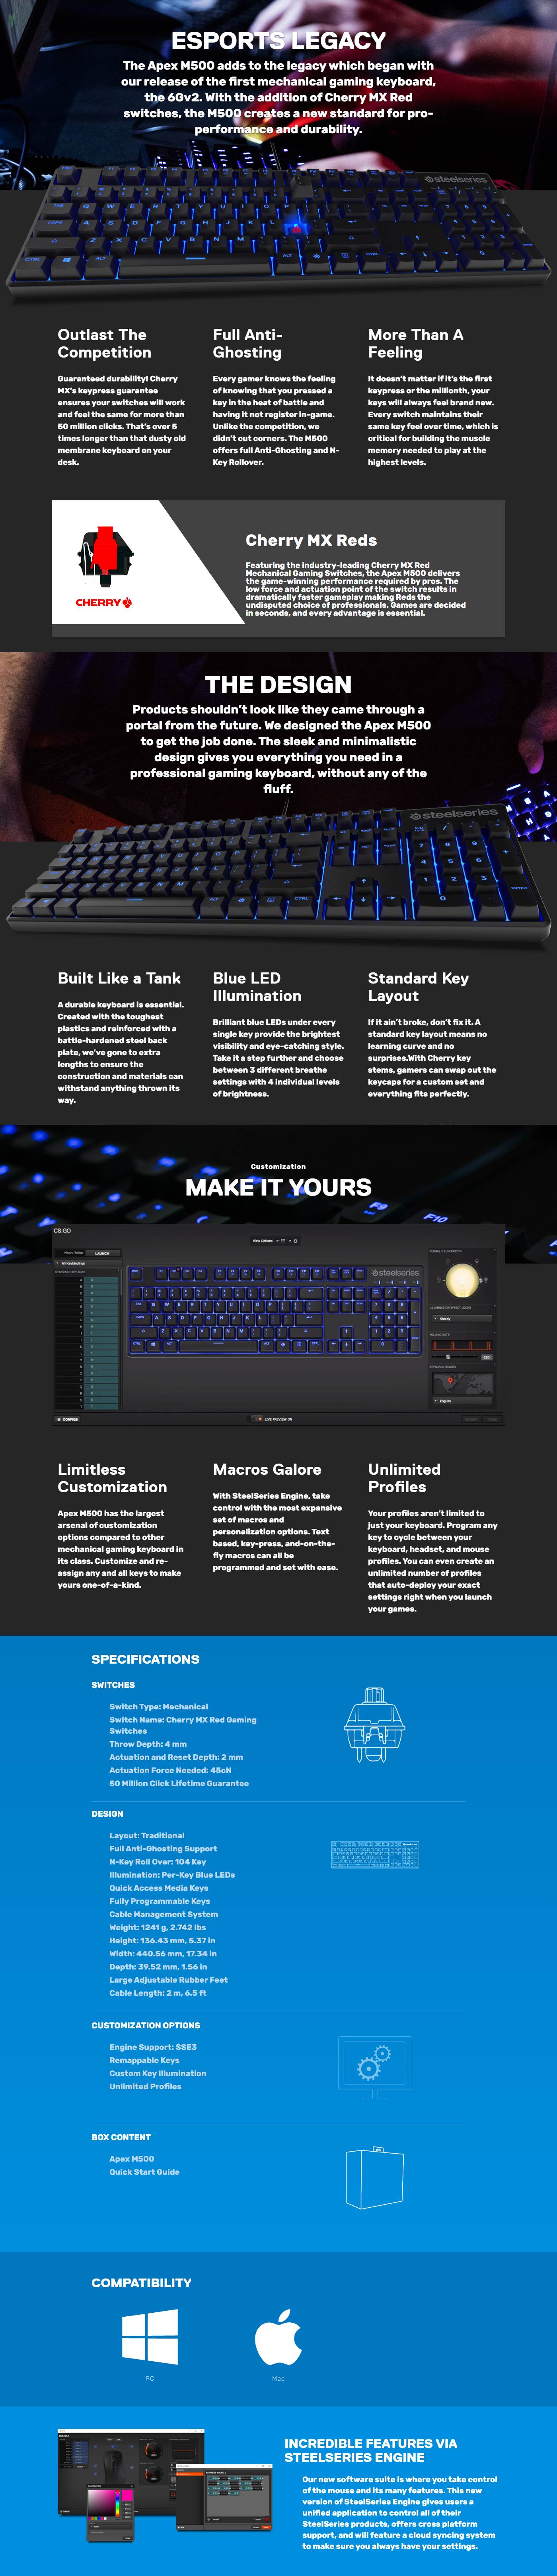 ESPORTS LEGACY
The Apex M500 adds to the legacy which began with
our release of the first mechanical gaming keyboard,
the 6Gv2. With the addition of Cherry MX Red
switches, the M500 creates a new standard for pro-
performance and durability.
steelseries
Outlast The
Competition
Guaranteed durability! Cherry
MX's keypress guarantee
ensures your switches will work
and feel the same for more than
50 million clicks. That's over 5
times longer than that dusty old
membrane keyboard on your
desk.
Full Anti-
Ghosting
Every gamer knows the feeling
of knowing that you pressed a
key in the heat of battle and
having it not register in-game.
Unlike the competition, we
didn't cut corners. The M500
offers full Anti-Ghosting and N-
Key Rollover.
More Than A
Feeling
It doesn't matter if it's the first
keypress or the millionth, your
keys will always feel brand new.
Every switch maintains their
same key feel over time, which is
critical for building the muscle
memory needed to play at the
highest levels.
CHERRY
Cherry MX Reds
Featuring the industry-leading Cherry MX Red
Mechanical Gaming Switches, the Apex M500 delivers
the game-winning performance required by pros. The
low force and actuation point of the switch results in
dramatically faster gameplay making Reds the
undisputed choice of professionals. Games are decided
in seconds, and every advantage is essential.
THE DESIGN
Products shouldn't look like they came through a
portal from the future. We designed the Apex M500
to get the job done. The sleek and minimalistic
design gives you everything you need in a
professional gaming keyboard, without any of the
fluff.
steelseries
Built Like a Tank
A durable keyboard is essential.
Created with the toughest
plastics and reinforced with a
battle-hardened steel back
plate, we've gone to extra
lengths to ensure the
construction and materials can
withstand anything thrown its
way.
Blue LED
Illumination
Brilliant blue LEDs under every
single key provide the brightest
visibility and eye-catching style.
Take it a step further and choose
between 3 different breathe
settings with 4 individual levels
of brightness.
Standard Key
Layout
If it ain't broke, don't fix it. A
standard key layout means no
learning curve and no
surprises.With Cherry key
stems, gamers can swap out the
keycaps for a custom set and
everything fits perfectly.
Customization
MAKE IT YOURS
F9
F10
CS:GO
View Options
Macro Editor
LAUNCH
All Keybindings
steelseries
GLOBAL ILLUMINATION
Steady
POLLING RATE
KEYBOARD REGION
English
CONFIGS
LIVE PREVIEW ON
Limitless
Customization
Apex M500 has the largest
arsenal of customization
options compared to other
mechanical gaming keyboard in
its class. Customize and re-
assign any and all keys to make
yours one-of-a-kind.
Macros Galore
With SteelSeries Engine, take
control with the most expansive
set of macros and
personalization options. Text
based, key-press, and-on-the-
fly macros can all be
programmed and set with ease.
Unlimited
Profiles
Your profiles aren't limited to
just your keyboard. Program any
key to cycle between your
keyboard, headset, and mouse
profiles. You can even create an
unlimited number of profiles
that auto-deploy your exact
settings right when you launch
your games.
SPECIFICATIONS
SWITCHES
Switch Type: Mechanical
Switch Name: Cherry MX Red Gaming
Switches
Throw Depth: 4 mm
Actuation and Reset Depth: 2 mm
Actuation Force Needed: 45cN
50 Million Click Lifetime Guarantee
DESIGN
Layout: Traditional
Full Anti-Ghosting Support
N-Key Roll Over: 104 Key
Illumination: Per-Key Blue LEDs
Quick Access Media Keys
Fully Programmable Keys
Cable Management System
Weight: 1241 g, 2.742 lbs
Height: 136.43 mm, 5.37 in
Width: 440.56 mm, 17.34 in
Depth: 39.52 mm, 1.56 in
Large Adjustable Rubber Feet
Cable Length: 2 m, 6.5 ft
CUSTOMIZATION OPTIONS
Engine Support: SSE3
Remappable Keys
Custom Key Illumination
Unlimited Profiles
BOX CONTENT
Apex M500
Quick Start Guide
COMPATIBILITY
PC
Mac
INCREDIBLE FEATURES VIA
STEELSERIES ENGINE
Our new software suite is where you take control
of the mouse and its many features. This new
version of SteelSeries Engine gives users a
unified application to control all of their
SteelSeries products, offers cross platform
support, and will feature a cloud syncing system
to make sure you always have your settings.